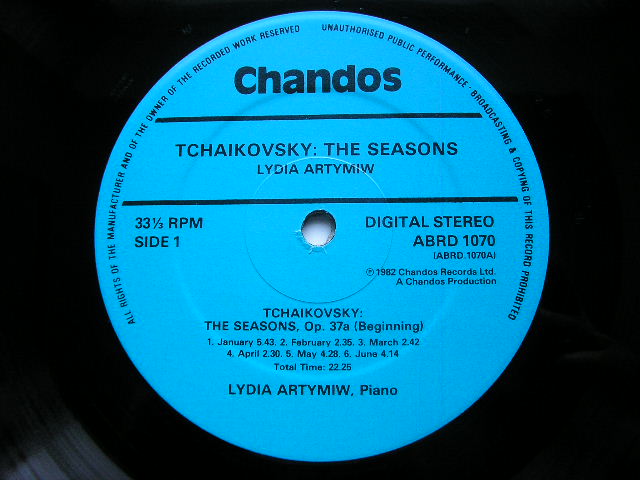 ALL RIGHTS OF THE MANUFACTURER AND OF THE OWNER OF THE RECORDED WORK RESERVED
UNAUTHORISED PUBLIC PERFORMANCE, BROADCASTING & COPYING OF THIS RECORD PROHIBITED
Chandos
TCHAIKOVSKY: THE SEASONS
LYDIA ARTYMIW
33⅓ RPM
SIDE 1
DIGITAL STEREO
ABRD 1070
(ABRD 1070A)
℗ 1982 Chandos Records Ltd.
A Chandos Production
TCHAIKOVSKY:
THE SEASONS, Op. 37a (Beginning)
1. January 5.43. 2. February 2.35. 3. March 2.42
4. April 2.30. 5. May 4.28. 6. June 4.14
Total Time: 22.25
LYDIA ARTYMIW, Piano